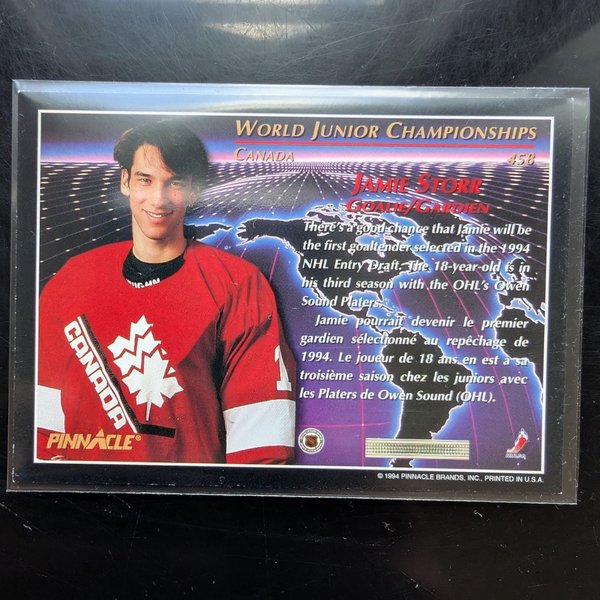 WORLD JUNIOR CHAMPIONSHIPS
CANADA 458
JAMIE STORR
GOALIE/GARDIEN
There's a good chance that Jamie will be
the first goaltender selected in the 1994
NHL Entry Draft. The 18-year-old is in
his third season with the OHL's Owen
Sound Platers.
Jamie pourrait devenir le premier
gardien sélectionné au repêchage de
1994. Le joueur de 18 ans en est à sa
troisième saison chez les juniors avec
les Platers de Owen Sound (OHL).
CANADA
1
PINNACLE®
© 1994 PINNACLE BRANDS, INC., PRINTED IN U.S.A.